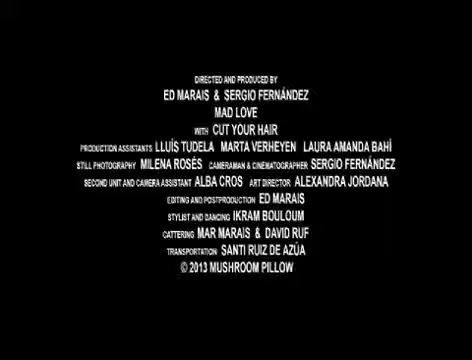 DIRECTED AND PRODUCED BY
ED MARAIS & SERGIO FERNÁNDEZ
MAD LOVE
WITH CUT YOUR HAIR
PRODUCTION ASSISTANTS LLUÍS TUDELA MARTA VERHEYEN LAURA AMANDA BAHÍ
STILL PHOTOGRAPHY MILENA ROSÉS CAMERAMAN & CINEMATOGRAPHER SERGIO FERNÁNDEZ
SECOND UNIT AND CAMERA ASSISTANT ALBA CROS ART DIRECTOR ALEXANDRA JORDANA
EDITING AND POSTPRODUCTION ED MARAIS
STYLIST AND DANCING IKRAM BOULOUM
CATTERING MAR MARAIS & DAVID RUF
TRANSPORTATION SANTI RUIZ DE AZÚA
© 2013 MUSHROOM PILLOW